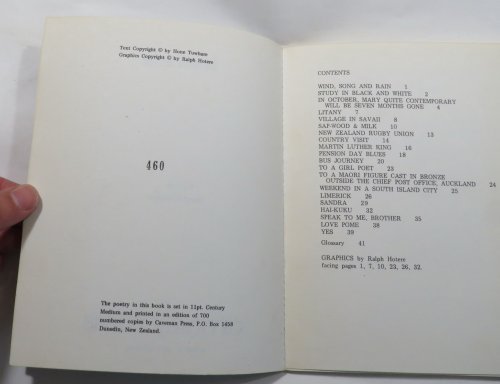 Text Copyright © by Hone Tuwhare
Graphics Copyright © by Ralph Hotere
460
The poetry in this book is set in 11pt. Century
Medium and printed in an edition of 700
numbered copies by Caveman Press, P.O. Box 1458
Dunedin, New Zealand.
CONTENTS
WIND, SONG AND RAIN 1
STUDY IN BLACK AND WHITE 2
IN OCTOBER, MARY QUITE CONTEMPORARY
WILL BE SEVEN MONTHS GONE 4
LITANY 7
VILLAGE IN SAVAII 8
SAP-WOOD & MILK 10
NEW ZEALAND RUGBY UNION 13
COUNTRY VISIT 14
MARTIN LUTHER KING 16
PENSION DAY BLUES 18
BUS JOURNEY 20
TO A GIRL POET 23
TO A MAORI FIGURE CAST IN BRONZE
OUTSIDE THE CHIEF POST OFFICE, AUCKLAND 24
WEEKEND IN A SOUTH ISLAND CITY 25
LIMERICK 26
SANDRA 29
HAI-KUKU 32
SPEAK TO ME, BROTHER 35
LOVE POME 38
YES 39
Glossary 41
GRAPHICS by Ralph Hotere
facing pages 1, 7, 10, 23, 26, 32.